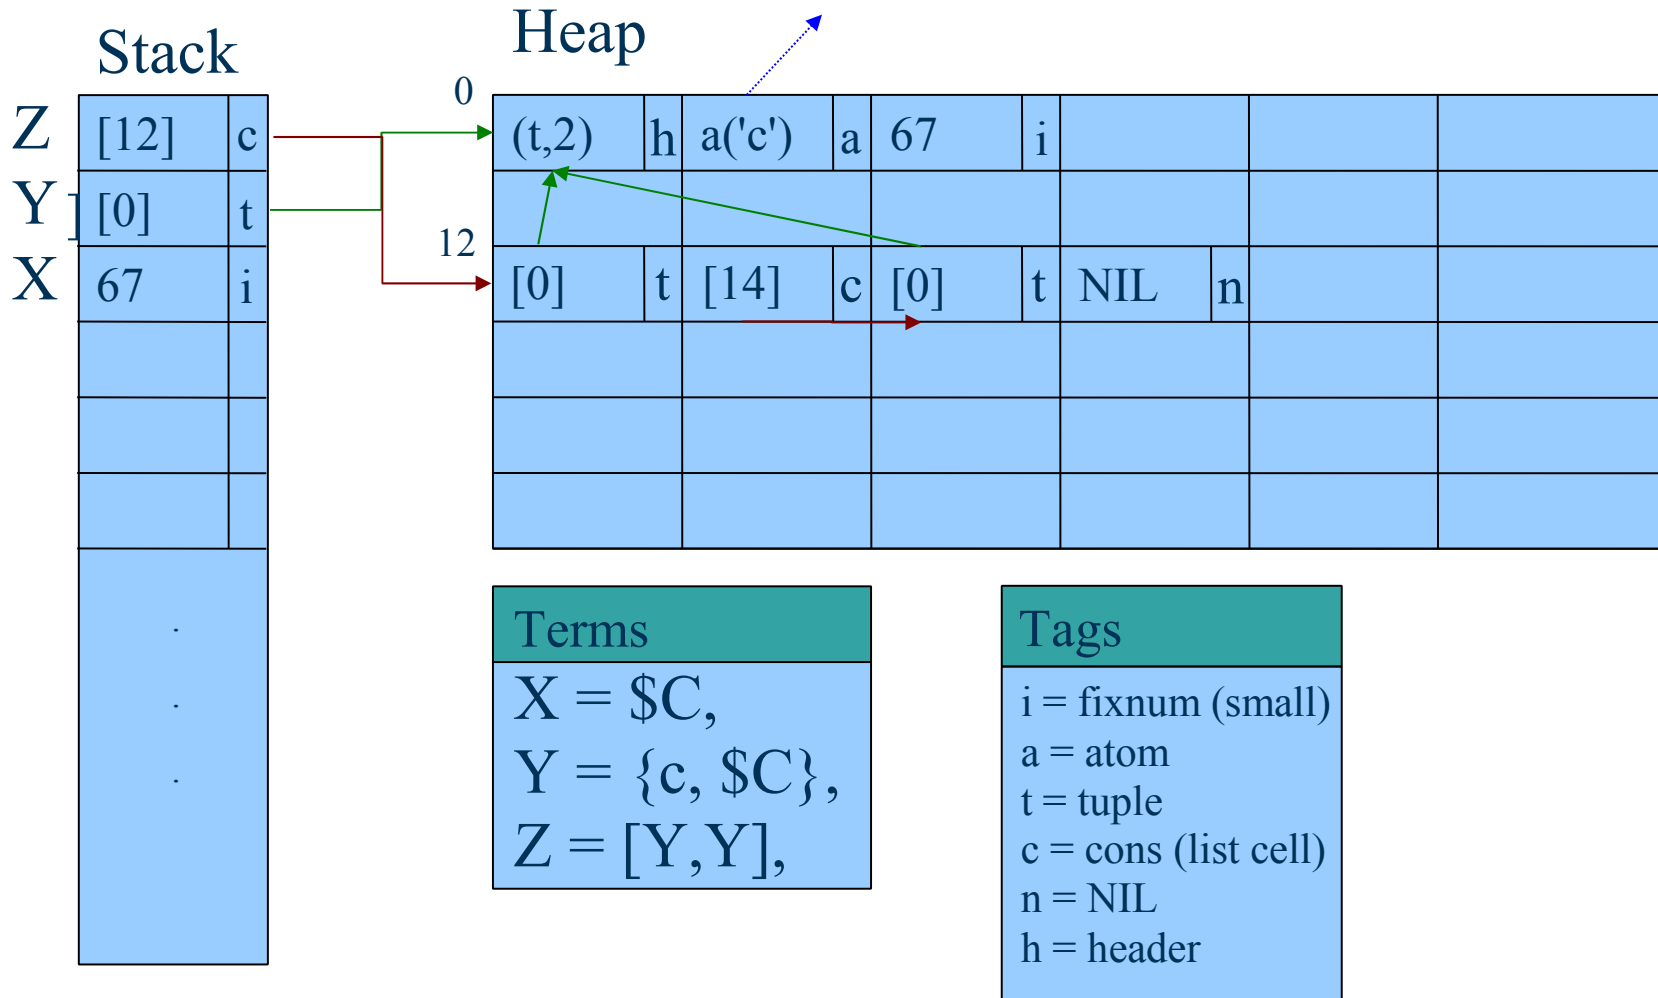 Stack
Heap
0
Z [12] c
(t,2) h a('c') a 67 i
Y ] [0] t
12
X 67 i
[0] t [14] c [0] t NIL n
.
.
.
Terms
X = $C,
Y = {c, $C},
Z = [Y,Y],
Tags
i = fixnum (small)
a = atom
t = tuple
c = cons (list cell)
n = NIL
h = header